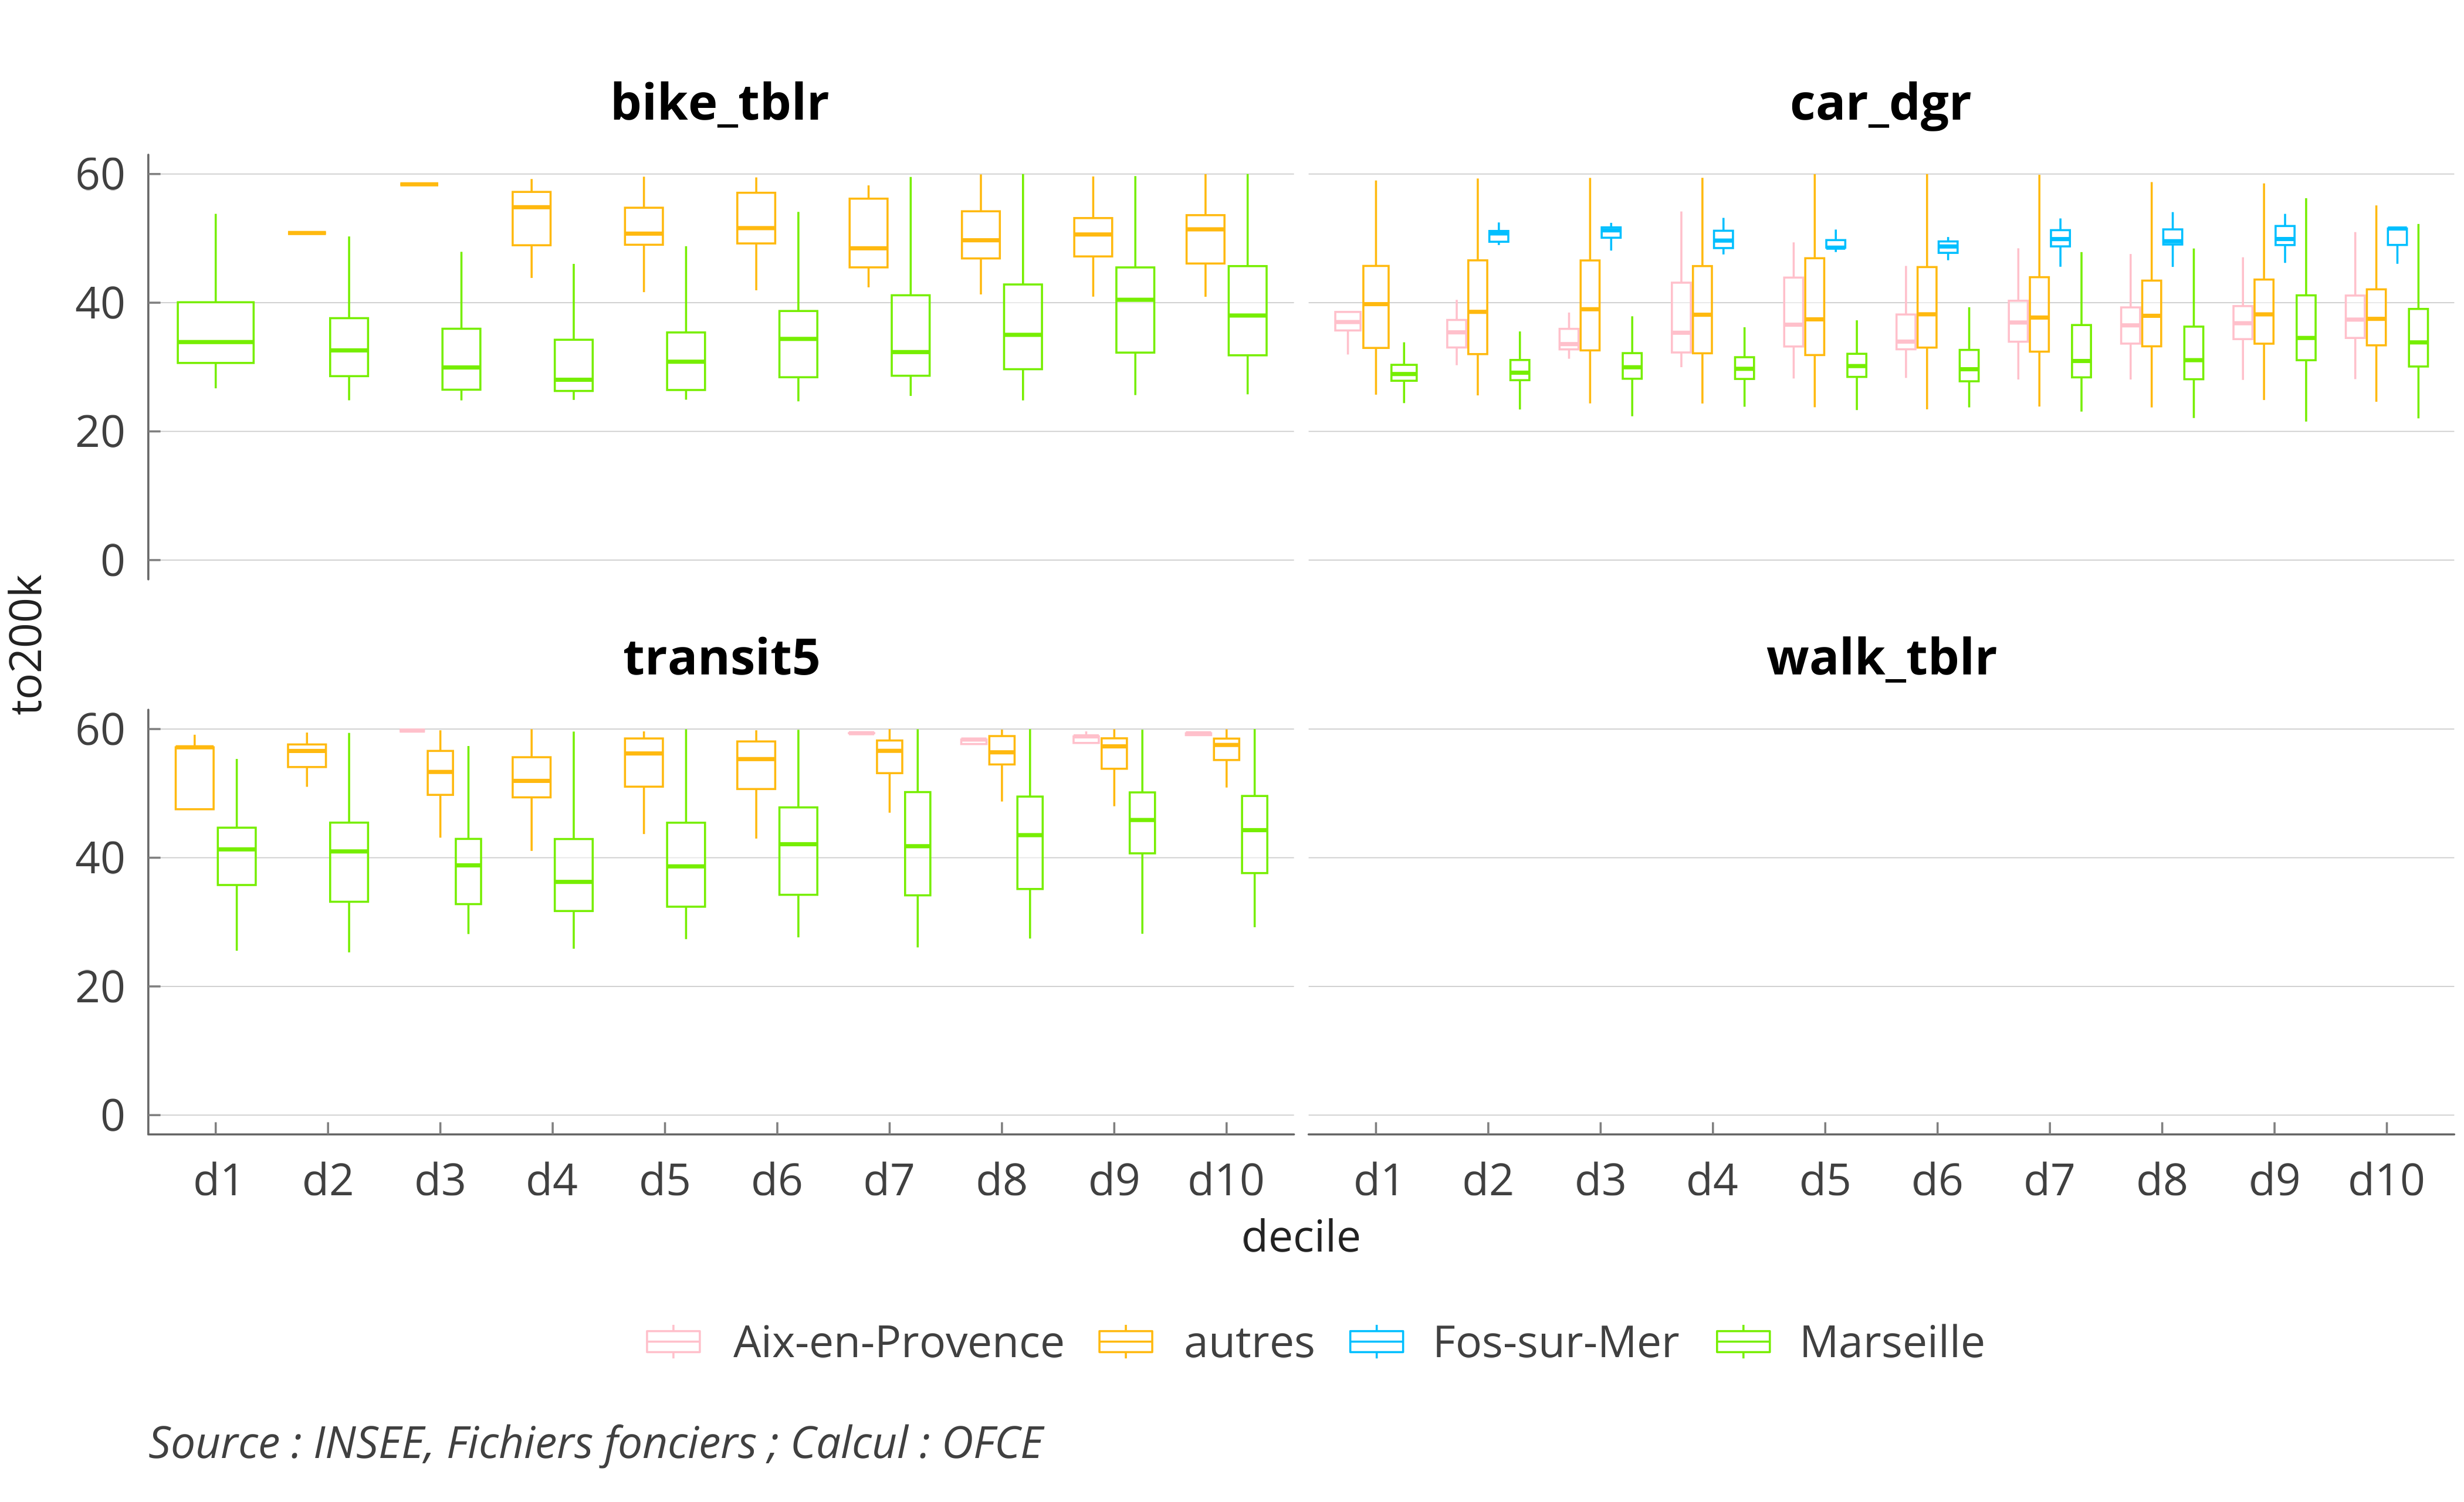 bike_tblr
car_dgr
60
40
20
0
to200k
transit5
walk_tblr
60
40
20
0
d1 d2 d3 d4 d5 d6 d7 d8 d9 d10 d1 d2 d3 d4 d5 d6 d7 d8 d9 d10
decile
Aix-en-Provence autres Fos-sur-Mer Marseille
Source : INSEE, Fichiers fonciers ; Calcul : OFCE